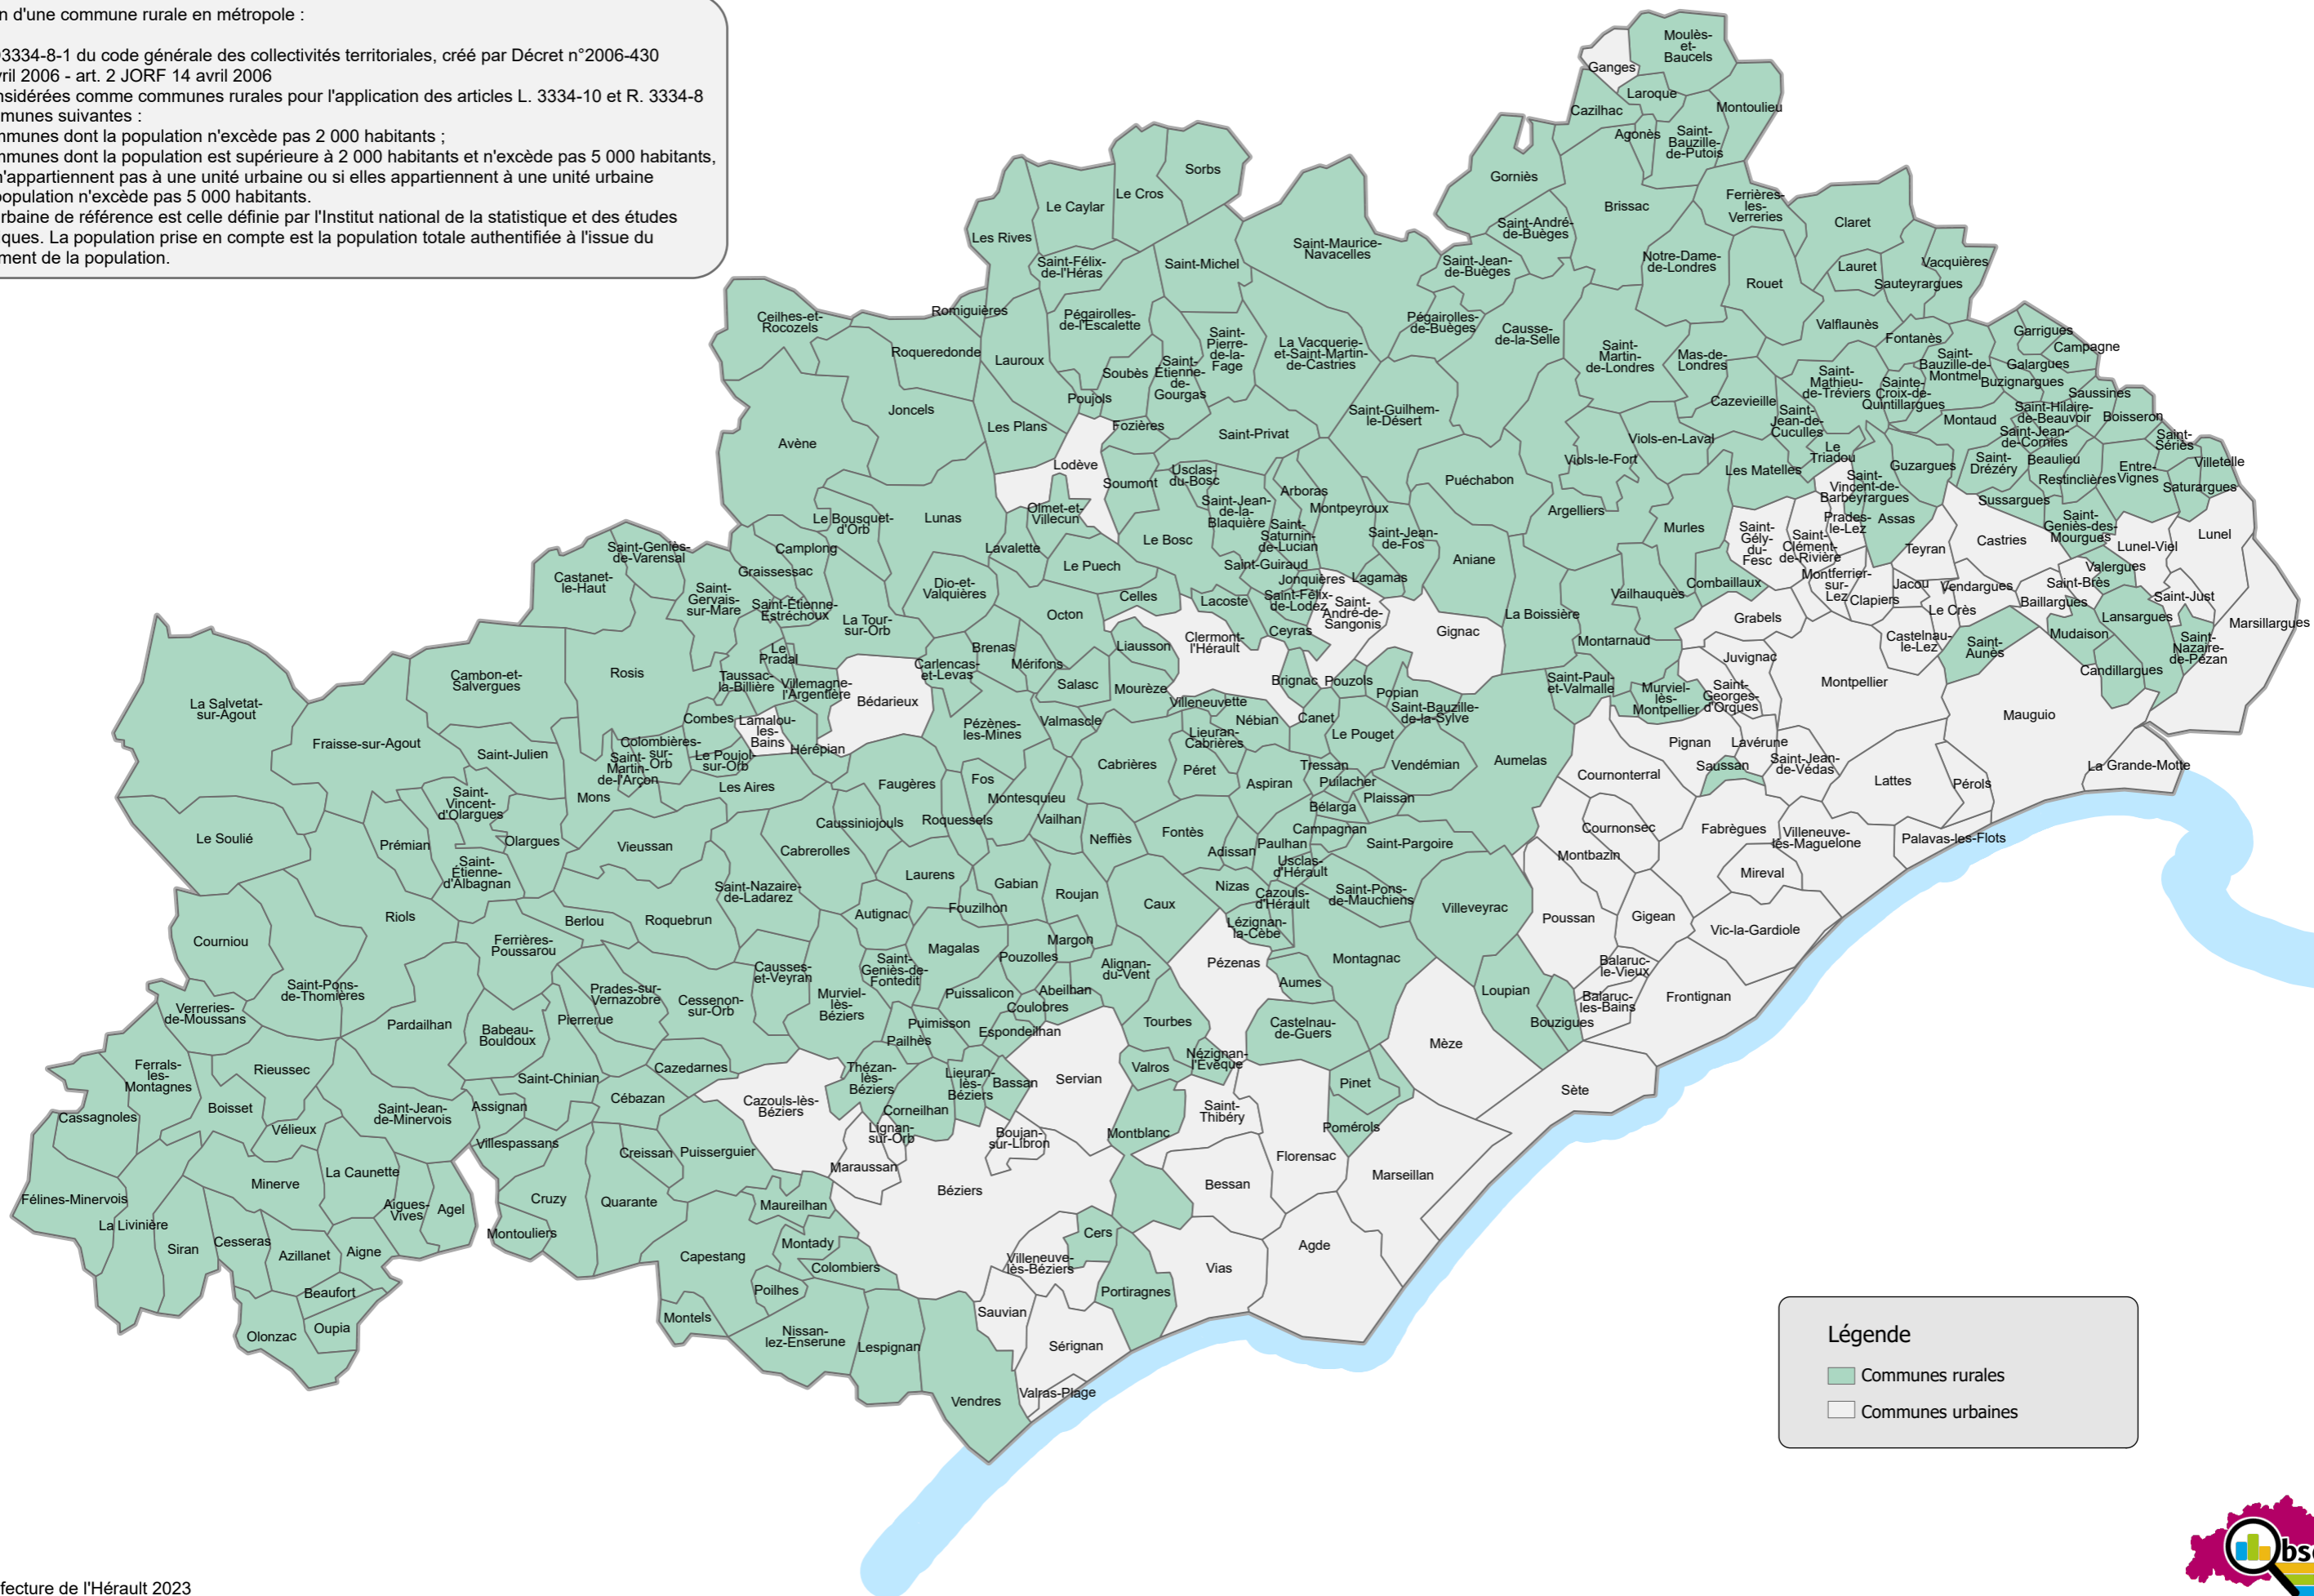 n d'une commune rurale en métropole :
03334-8-1 du code générale des collectivités territoriales, créé par Décret n°2006-430
vril 2006 - art. 2 JORF 14 avril 2006
nsidérées comme communes rurales pour l'application des articles L. 3334-10 et R. 3334-8
munes suivantes :
mmunes dont la population n'excède pas 2 000 habitants ;
mmunes dont la population est supérieure à 2 000 habitants et n'excède pas 5 000 habitants,
n'appartiennent pas à une unité urbaine ou si elles appartiennent à une unité urbaine
population n'excède pas 5 000 habitants.
urbaine de référence est celle définie par l'Institut national de la statistique et des études
iques. La population prise en compte est la population totale authentifiée à l'issue du
ement de la population.
Moulès-
et-
Baucels
Ganges
Laroque
Cazilhac
Montoulieu
Agonès
Saint-
Bauzille-
de-Putois
Sorbs
Le Cros
Le Caylar
Gorniès
Brissac
Ferrières-
les-
Verreries
Claret
Saint-André-
de-Buèges
Les Rives
Saint-Maurice-
Navacelles
Saint-Félix-
de-l'Héras
Saint-Michel
Saint-Jean-
de-Buèges
Notre-Dame-
de-Londres
Rouet
Lauret
Vacquières
Sauteyrargues
Romiguières
Ceilhes-et-
Rocozels
Pégairolles-
de-l'Escalette
Pégairolles-
de-Buèges
Causse-
de-la-Selle
Valflaunès
Fontanès
Garrigues
Campagne
Roqueredonde
Lauroux
Saint-
Pierre-
de-la-
Fage
La Vacquerie-
et-Saint-Martin-
de-Castries
Saint-
Martin-
de-Londres
Mas-de-
Londres
Saint-
Bauzille-de-
Montmel
Galargues
Buzignargues
Soubès
Saint-
Étienne-
de-
Gourgas
Saint-
Mathieu-
de-Tréviers
Sainte-
Croix-de-
Quintillargues
Saussines
Poujols
Joncels
Saint-Guilhem-
le-Désert
Cazevieille
Saint-
Jean-de-
Cuculles
Montaud
Saint-Hilaire-
de-Beauvoir
Boisseron
Les Plans
Fozières
Saint-Privat
Avène
Viols-en-Laval
Le
Triadou
Saint-Jean-
de-Cornies
Saint-
Sériès
Lodève
Viols-le-Fort
Les Matelles
Guzargues
Saint-
Drézéry
Beaulieu
Entre-
Vignes
Villetelle
Soumont
Usclas-
du-Bosc
Puéchabon
Saint-
Vincent-de-
Barbeyrargues
Restinclières
Saturargues
Arboras
Sussargues
Olmet-et-
Villecun
Saint-Jean-
de-la-
Blaquière
Montpeyroux
Argelliers
Le Bousquet-
d'Orb
Lunas
Prades-
le-Lez
Assas
Saint-
Geniès-des-
Mourgues
Murles
Saint-
Gély-
du-
Fesc
Saint-
Clément-
de-Rivière
Lunel
Le Bosc
Saint-
Saturnin-
de-Lucian
Saint-Jean-
de-Fos
Castries
Saint-Geniès-
de-Varensal
Camplong
Lavalette
Teyran
Lunel-Viel
Aniane
Le Puech
Saint-Guiraud
Valergues
Castanet-
le-Haut
Graissessac
Dio-et-
Valquières
Jonquières
Lagamas
Combaillaux
Montferrier-
sur-
Lez
Jacou
Vendargues
Saint-Brès
Saint-
Gervais-
sur-Mare
Celles
Vailhauquès
Clapiers
Saint-Just
Saint-Étienne-
Estréchoux
Lacoste
Saint-Félix-
de-Lodez
Saint-
André-de-
Sangonis
Le Crès
Baillargues
La Tour-
sur-Orb
Octon
La Boissière
Grabels
Lansargues
Marsillargues
Ceyras
Gignac
Castelnau-
le-Lez
Mudaison
Liausson
Clermont-
l'Hérault
Montarnaud
Saint-
Aunès
Saint-
Nazaire-
de-Pézan
Brenas
Le
Pradal
Juvignac
Candillargues
Carlencas-
et-Levas
Mérifons
Cambon-et-
Salvergues
Rosis
Taussac-
la-Billière
Villemagne-
l'Argentière
Salasc
Mourèze
Brignac
Pouzols
Saint-Paul-
et-Valmalle
Montpellier
Popian
Murviel-
lès-
Montpellier
Saint-
Georges-
d'Orques
La Salvetat-
sur-Agout
Bédarieux
Villeneuvette
Saint-Bauzille-
de-la-Sylve
Combes
Lamalou-
les-
Bains
Pézènes-
les-Mines
Valmascle
Nébian
Canet
Mauguio
Lieuran-
Cabrières
Le Pouget
Fraisse-sur-Agout
Saint-Julien
Colombières-
sur-
Orb
Le Poujol-
sur-Orb
Hérépian
Pignan
Lavérune
Saint-
Martin-
de-l'Arçon
Cabrières
Péret
Tressan
Vendémian
Aumelas
Saussan
Saint-Jean-
de-Védas
La Grande-Motte
Cournonterral
Lattes
Pérols
Mons
Les Aires
Faugères
Fos
Aspiran
Puilacher
Saint-
Vincent-
d'Olargues
Montesquieu
Bélarga
Plaissan
Caussiniojouls
Roquessels
Vailhan
Cournonsec
Fabrègues
Villeneuve-
lès-Maguelone
Palavas-les-Flots
Le Soulié
Prémian
Olargues
Vieussan
Cabrerolles
Neffiès
Fontès
Campagnan
Adissan
Paulhan
Saint-Pargoire
Montbazin
Saint-
Étienne-
d'Albagnan
Laurens
Usclas-
d'Hérault
Mireval
Saint-Nazaire-
de-Ladarez
Gabian
Roujan
Nizas
Cazouls-
d'Hérault
Saint-Pons-
de-Mauchiens
Riols
Berlou
Roquebrun
Autignac
Fouzilhon
Caux
Villeveyrac
Poussan
Gigean
Vic-la-Gardiole
Courniou
Ferrières-
Poussarou
Lézignan-
la-Cèbe
Magalas
Margon
Pouzolles
Pézenas
Montagnac
Balaruc-
le-Vieux
Causses-
et-Veyran
Saint-
Geniès-de-
Fontedit
Alignan-
du-Vent
Saint-Pons-
de-Thomières
Prades-sur-
Vernazobre
Murviel-
lès-
Béziers
Puissalicon
Abeilhan
Aumes
Loupian
Balaruc-
les-Bains
Frontignan
Verreries-
de-Moussans
Cessenon-
sur-Orb
Coulobres
Pardailhan
Babeau-
Bouldoux
Pierrerue
Puimisson
Espondeilhan
Tourbes
Castelnau-
de-Guers
Bouzigues
Pailhès
Mèze
Ferrals-
les-
Montagnes
Rieussec
Cazedarnes
Nézignan-
l'Évêque
Saint-Chinian
Thézan-
lès-
Béziers
Lieuran-
lès-
Béziers
Bassan
Servian
Valros
Pinet
Sète
Boisset
Saint-Jean-
de-Minervois
Assignan
Cébazan
Cazouls-lès-
Béziers
Corneilhan
Saint-
Thibéry
Cassagnoles
Vélieux
Lignan-
sur-Orb
Boujan-
sur-Libron
Montblanc
Pomérols
Villespassans
Creissan
Puisserguier
Maraussan
Florensac
Marseillan
La Caunette
Minerve
Béziers
Bessan
Félines-Minervois
Cruzy
Quarante
Maureilhan
Aigues-
Vives
Agel
La Livinière
Montouliers
Cers
Siran
Cesseras
Azillanet
Aigne
Capestang
Montady
Agde
Colombiers
Villeneuve-
lès-Béziers
Vias
Beaufort
Poilhes
Portiragnes
Montels
Sauvian
Olonzac
Oupia
Nissan-
lez-Enserune
Lespignan
Sérignan
Valras-Plage
Vendres
Légende
Communes rurales
Communes urbaines
bse
fecture de l'Hérault 2023